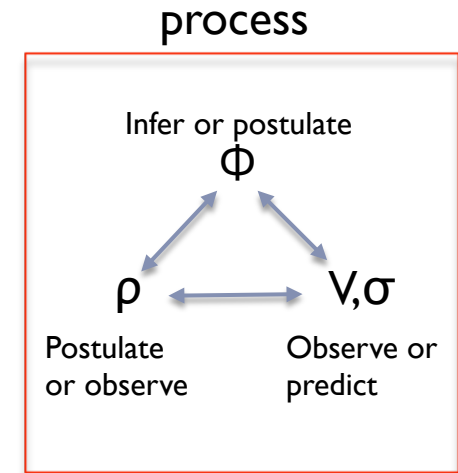 process
Infer or postulate
Φ
ρ V,σ
Postulate Observe or
or observe predict